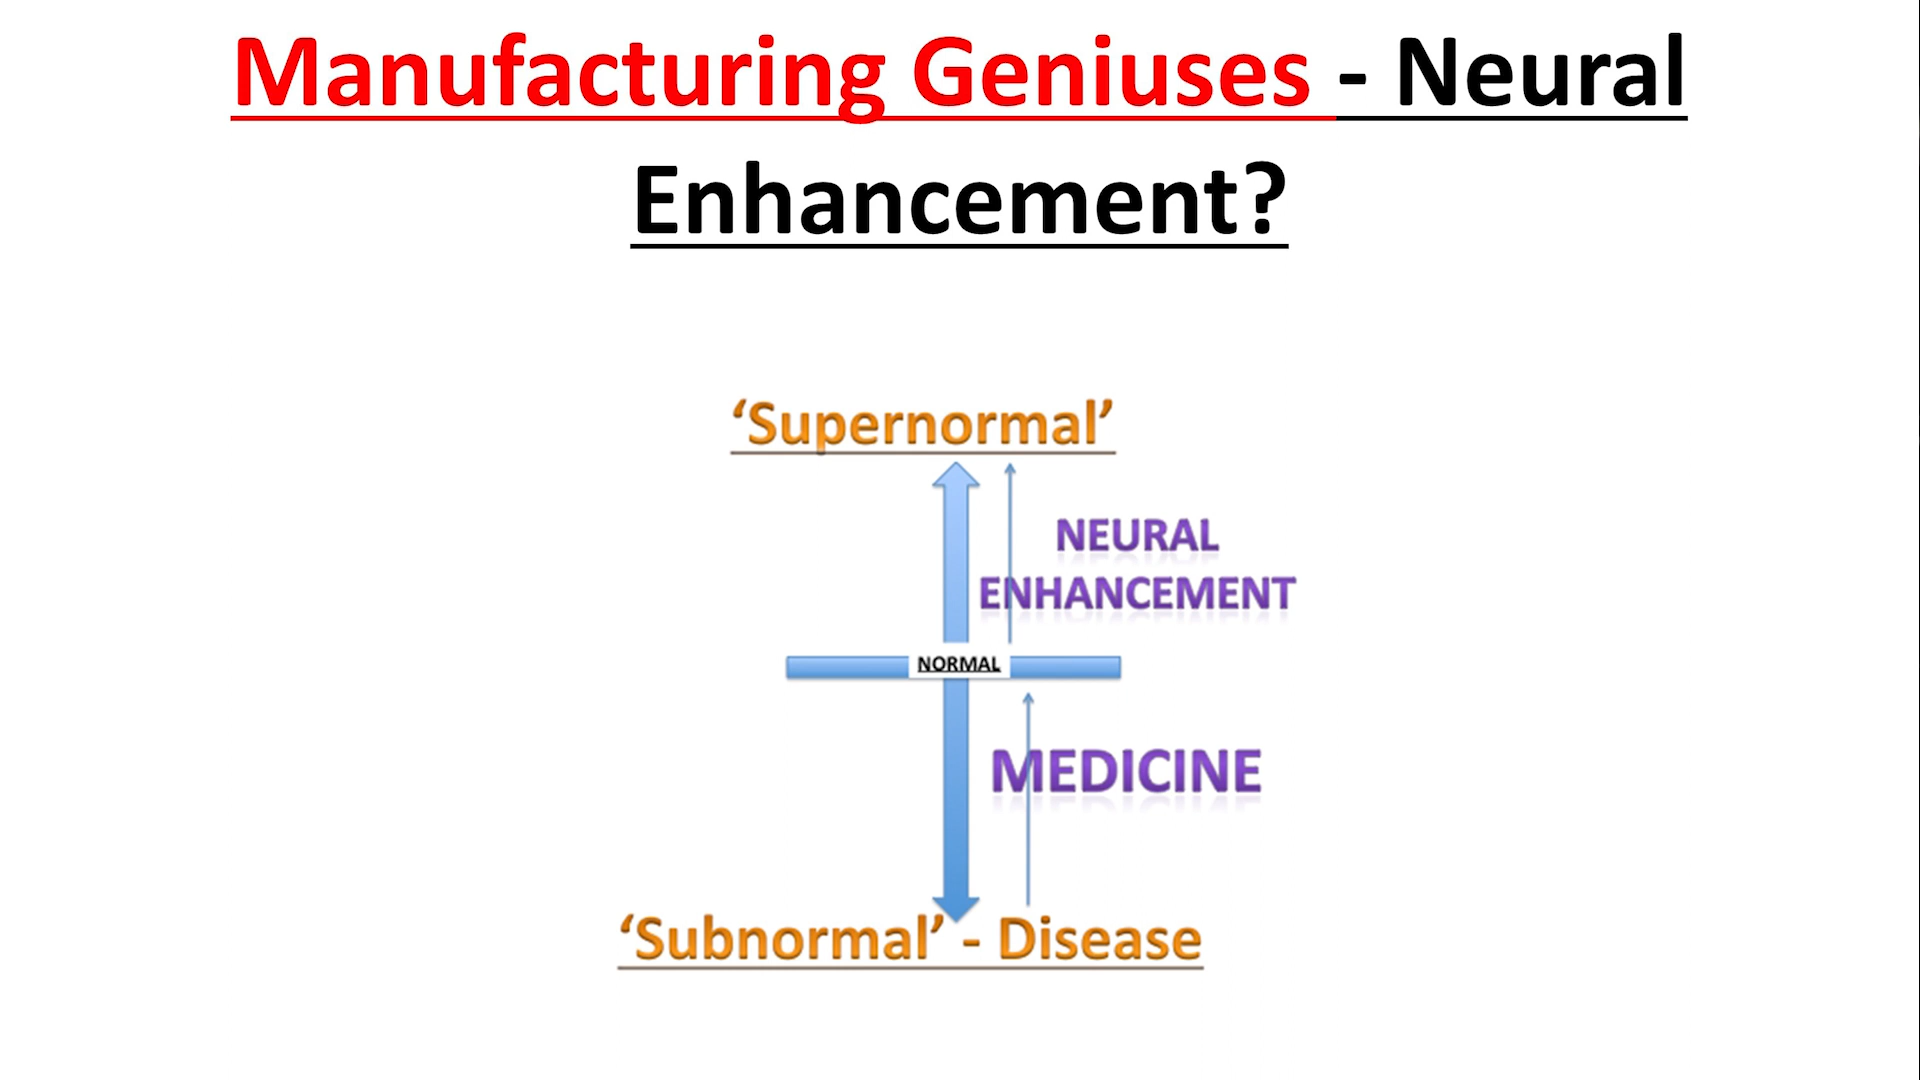 Manufacturing Geniuses - Neural
Enhancement?
‘Supernormal’
NEURAL
ENHANCEMENT
NORMAL
MEDICINE
‘Subnormal’ - Disease